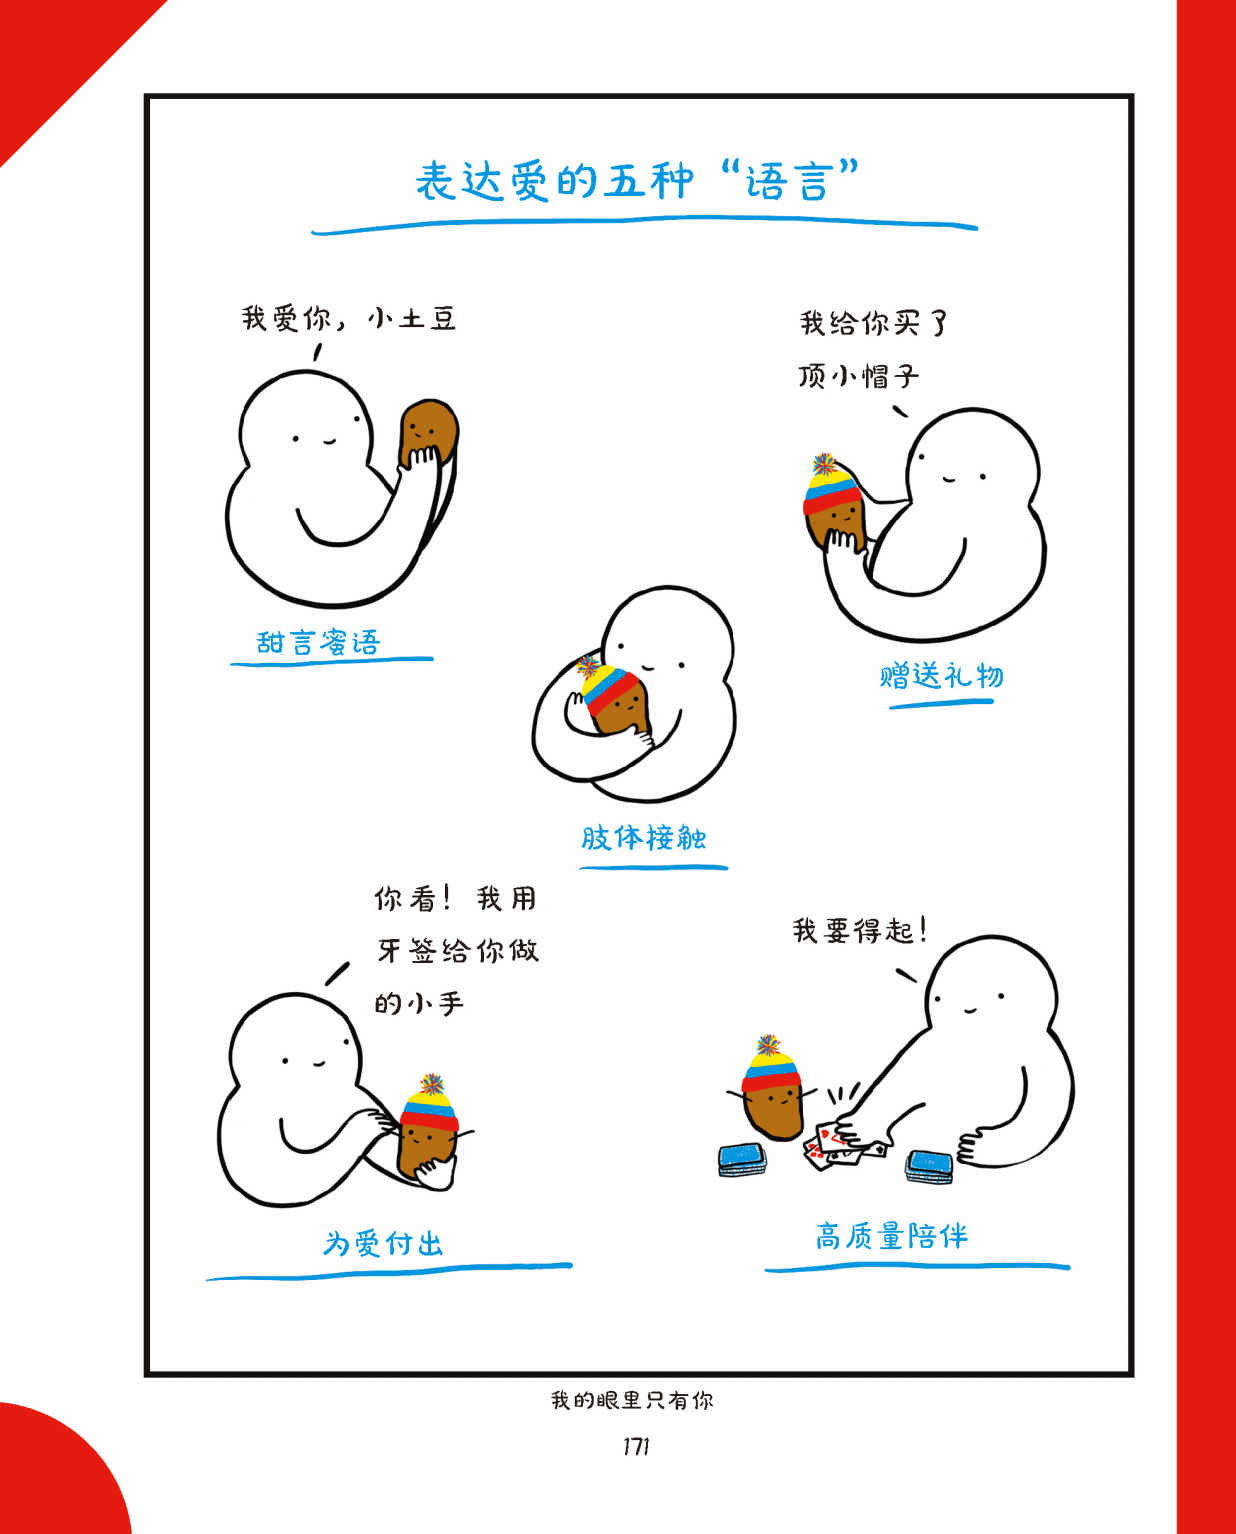 表达爱的五种“语言”
我爱你，小土豆
甜言蜜语
我给你买了
顶小帽子
赠送礼物
肢体接触
你看！我用
牙签给你做
的小手
为爱付出
我要得起！
高质量陪伴
我的眼里只有你
171